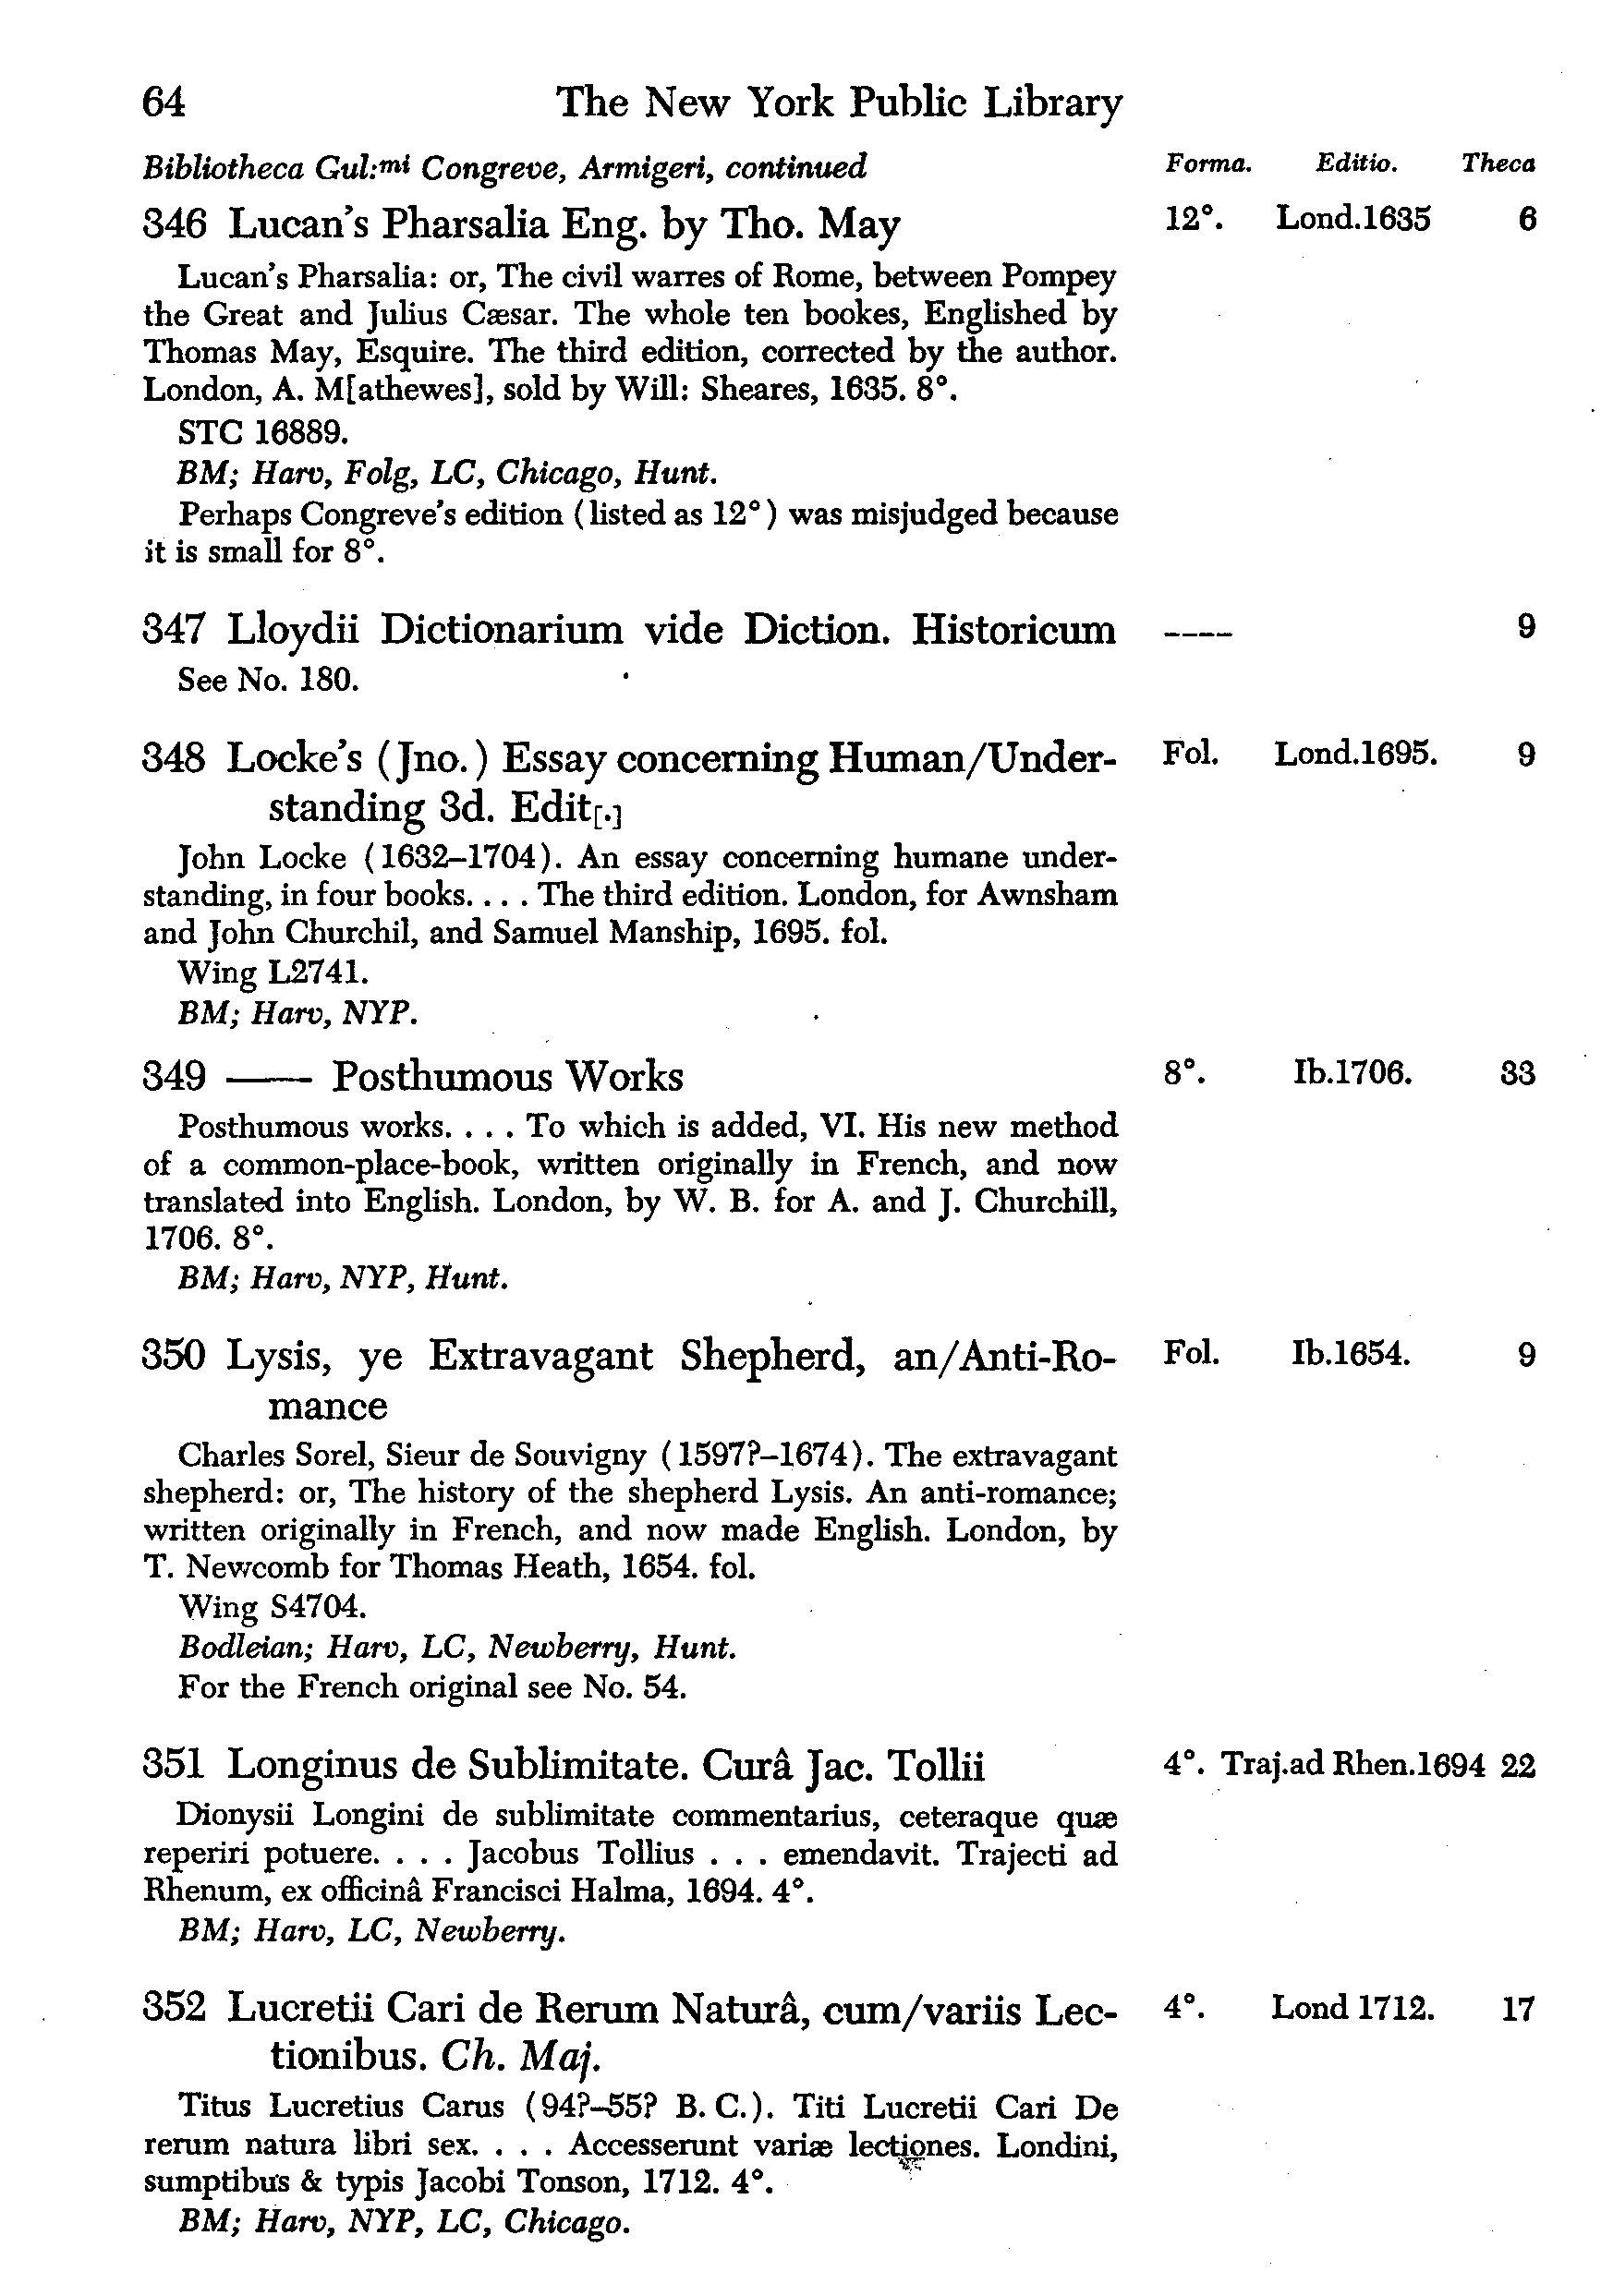 64 The New York Public Library
Bibliotheca Gul:mi Congreve, Armigeri, continued Forma. Editio. Theca
346 Lucan's Pharsalia Eng. by Tho. May 12°. Lond.1635 6
Lucan's Pharsalia: or, The civil warres of Rome, between Pompey
the Great and Julius Cæsar. The whole ten bookes, Englished by
Thomas May, Esquire. The third edition, corrected by the author.
London, A. M[athewes], sold by Will: Sheares, 1635. 8°.
STC 16889.
BM; Harv, Folg, LC, Chicago, Hunt.
Perhaps Congreve's edition (listed as 12°) was misjudged because
it is small for 8°.
347 Lloydii Dictionarium vide Diction. Historicum ---- 9
See No. 180.
348 Locke's (Jno.) Essay concerning Human/Under- Fol. Lond.1695. 9
standing 3d. Edit[.]
John Locke (1632–1704). An essay concerning humane under-
standing, in four books. . . . The third edition. London, for Awnsham
and John Churchil, and Samuel Manship, 1695. fol.
Wing L2741.
BM; Harv, NYP.
349 —— Posthumous Works 8°. Ib.1706. 33
Posthumous works. . . . To which is added, VI. His new method
of a common-place-book, written originally in French, and now
translated into English. London, by W. B. for A. and J. Churchill,
1706. 8°.
BM; Harv, NYP, Hunt.
350 Lysis, ye Extravagant Shepherd, an/Anti-Ro- Fol. Ib.1654. 9
mance
Charles Sorel, Sieur de Souvigny (1597?–1674). The extravagant
shepherd: or, The history of the shepherd Lysis. An anti-romance;
written originally in French, and now made English. London, by
T. Newcomb for Thomas Heath, 1654. fol.
Wing S4704.
Bodleian; Harv, LC, Newberry, Hunt.
For the French original see No. 54.
351 Longinus de Sublimitate. Curâ Jac. Tollii 4°. Traj.ad Rhen.1694 22
Dionysii Longini de sublimitate commentarius, ceteraque quæ
reperiri potuere. . . . Jacobus Tollius . . . emendavit. Trajecti ad
Rhenum, ex officinâ Francisci Halma, 1694. 4°.
BM; Harv, LC, Newberry.
352 Lucretii Cari de Rerum Naturâ, cum/variis Lec- 4°. Lond 1712. 17
tionibus. Ch. Maj.
Titus Lucretius Carus (94?–55? B. C.). Titi Lucretii Cari De
rerum natura libri sex. . . . Accesserunt variæ lectiones. Londini,
sumptibus & typis Jacobi Tonson, 1712. 4°.
BM; Harv, NYP, LC, Chicago.